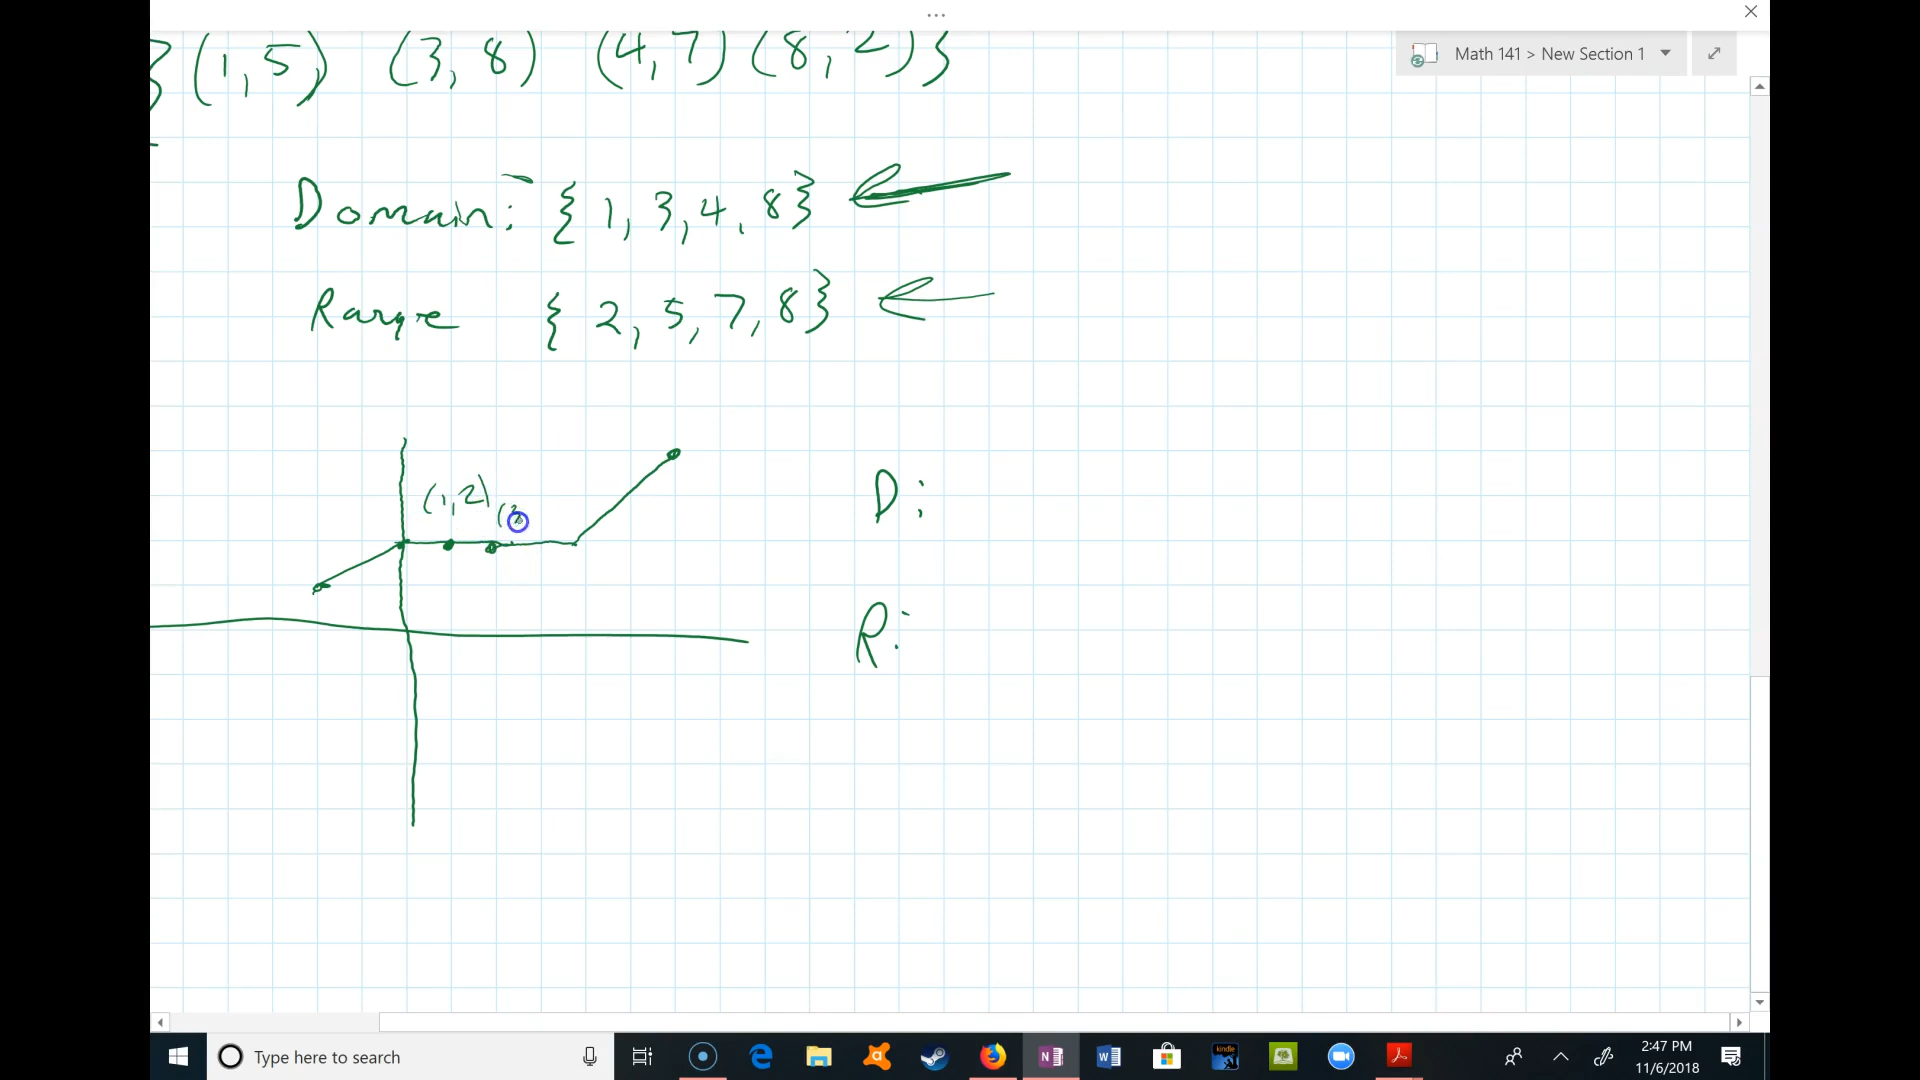 ...
Math 141 > New Section 1
{(1,5) (3,8) (4,7) (8,2)}
Domain: { 1, 3, 4, 8}
Range { 2, 5, 7, 8}
(1,2)
D:
R:
Type here to search
kindle
N
W
2:47 PM
11/6/2018